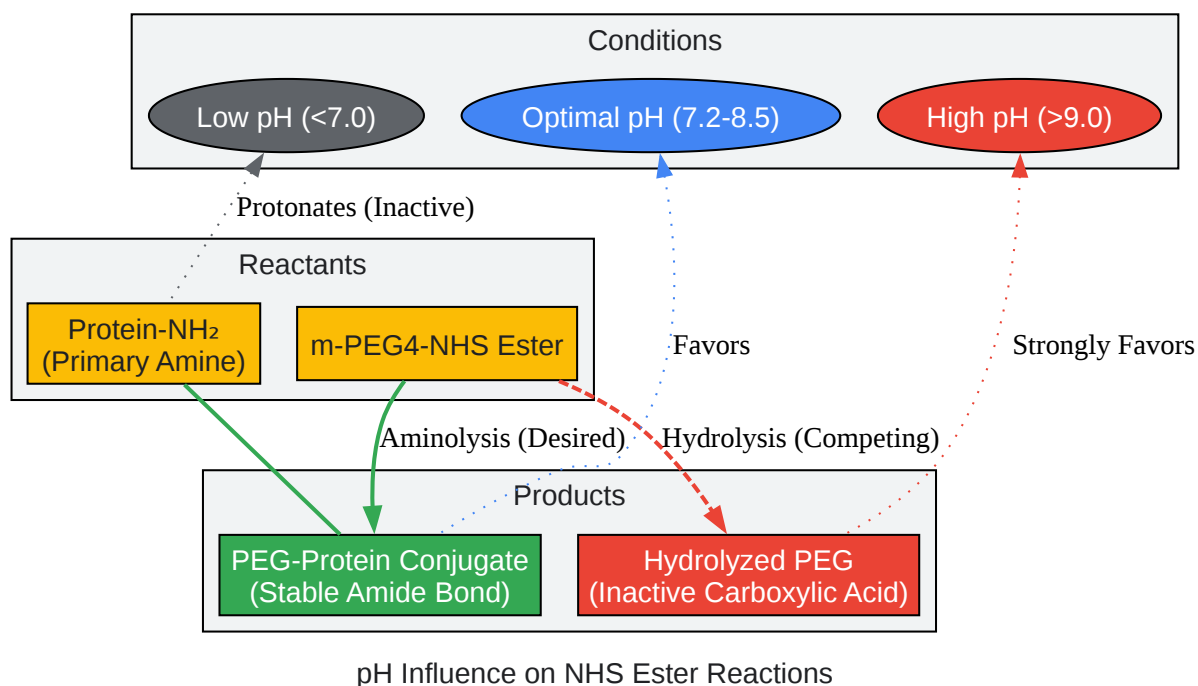 Conditions
Low pH (<7.0)
Optimal pH (7.2-8.5)
High pH (>9.0)
Protonates (Inactive)
Reactants
Protein-NH₂
(Primary Amine)
m-PEG4-NHS Ester
Favors
Strongly Favors
Aminolysis (Desired)
Hydrolysis (Competing)
Products
PEG-Protein Conjugate
(Stable Amide Bond)
Hydrolyzed PEG
(Inactive Carboxylic Acid)
pH Influence on NHS Ester Reactions